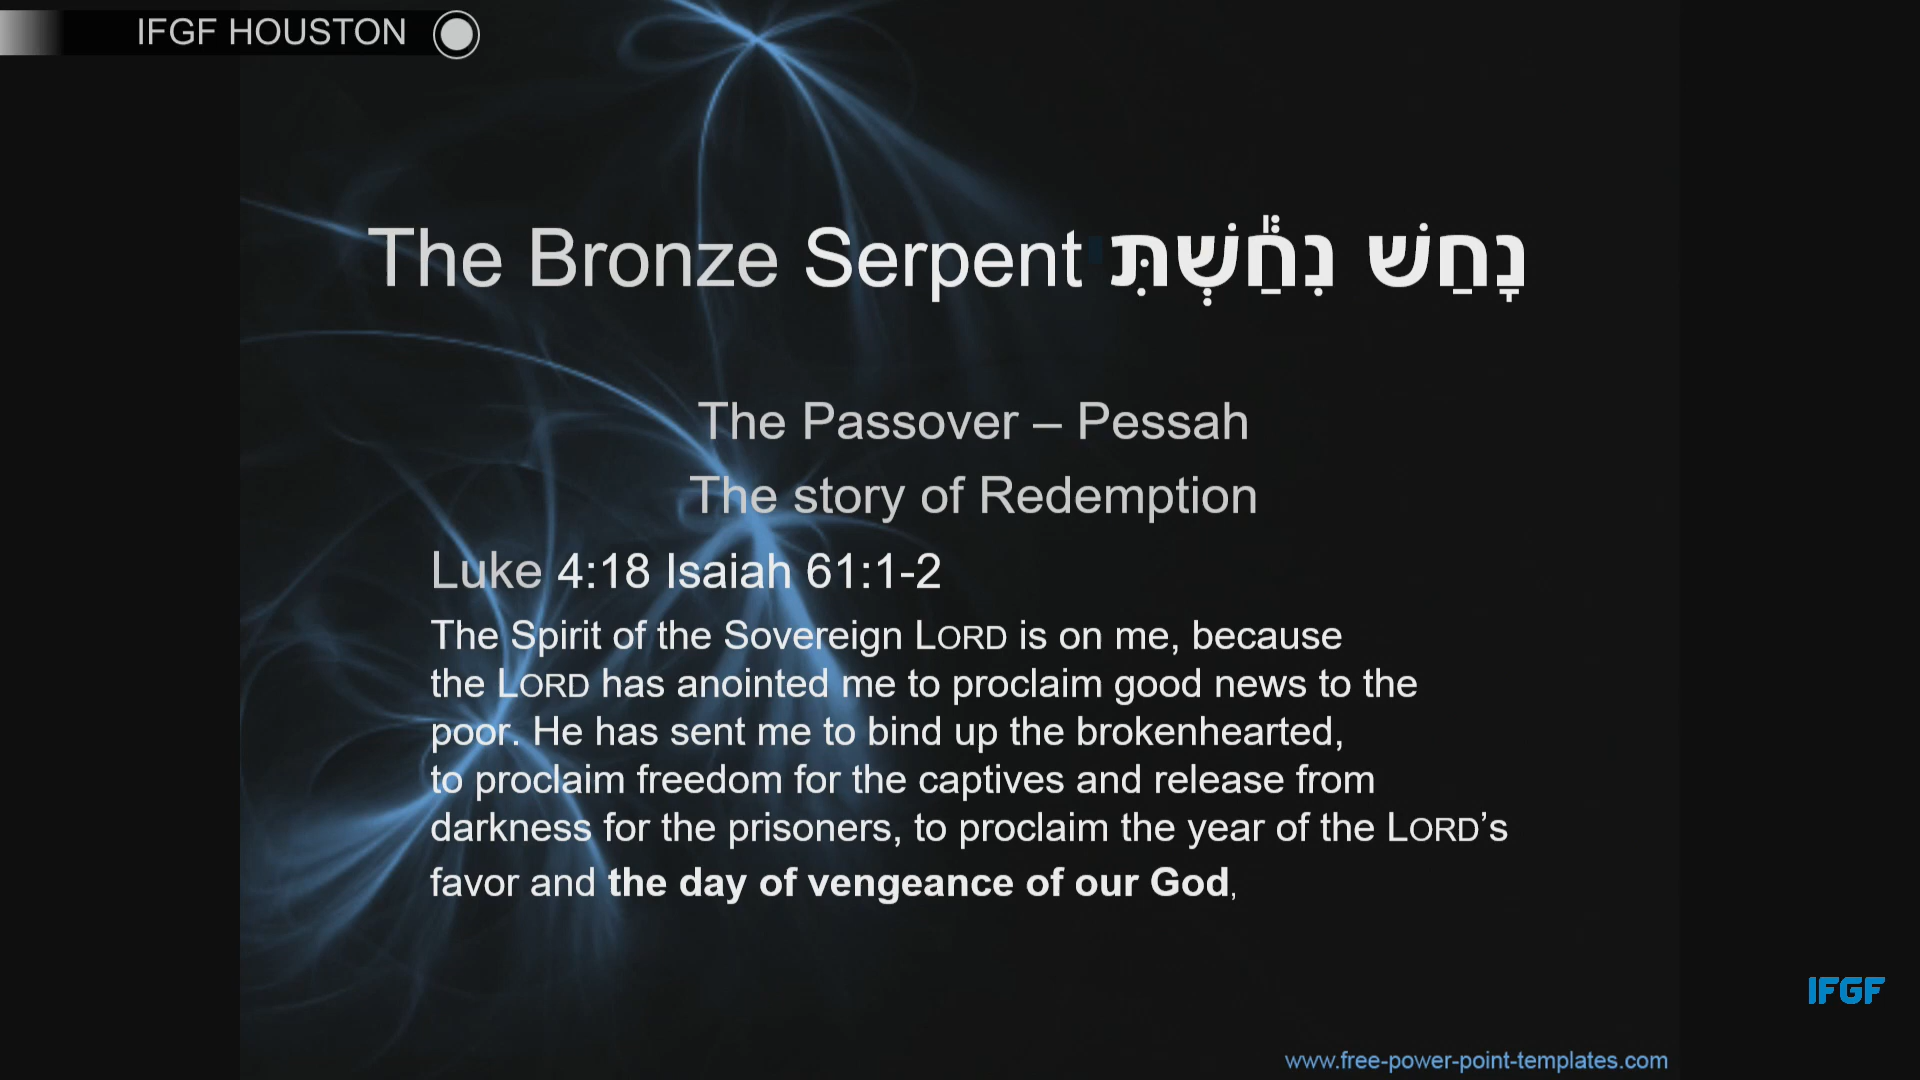 IFGF HOUSTON
The Bronze Serpent נָחַשׁ נִחַ֔שְׁתִּ
The Passover – Pessah
The story of Redemption
Luke 4:18 Isaiah 61:1-2
The Spirit of the Sovereign LORD is on me, because
the LORD has anointed me to proclaim good news to the
poor. He has sent me to bind up the brokenhearted,
to proclaim freedom for the captives and release from
darkness for the prisoners, to proclaim the year of the LORD’s
favor and the day of vengeance of our God,
IFGF
www.free-power-point-templates.com